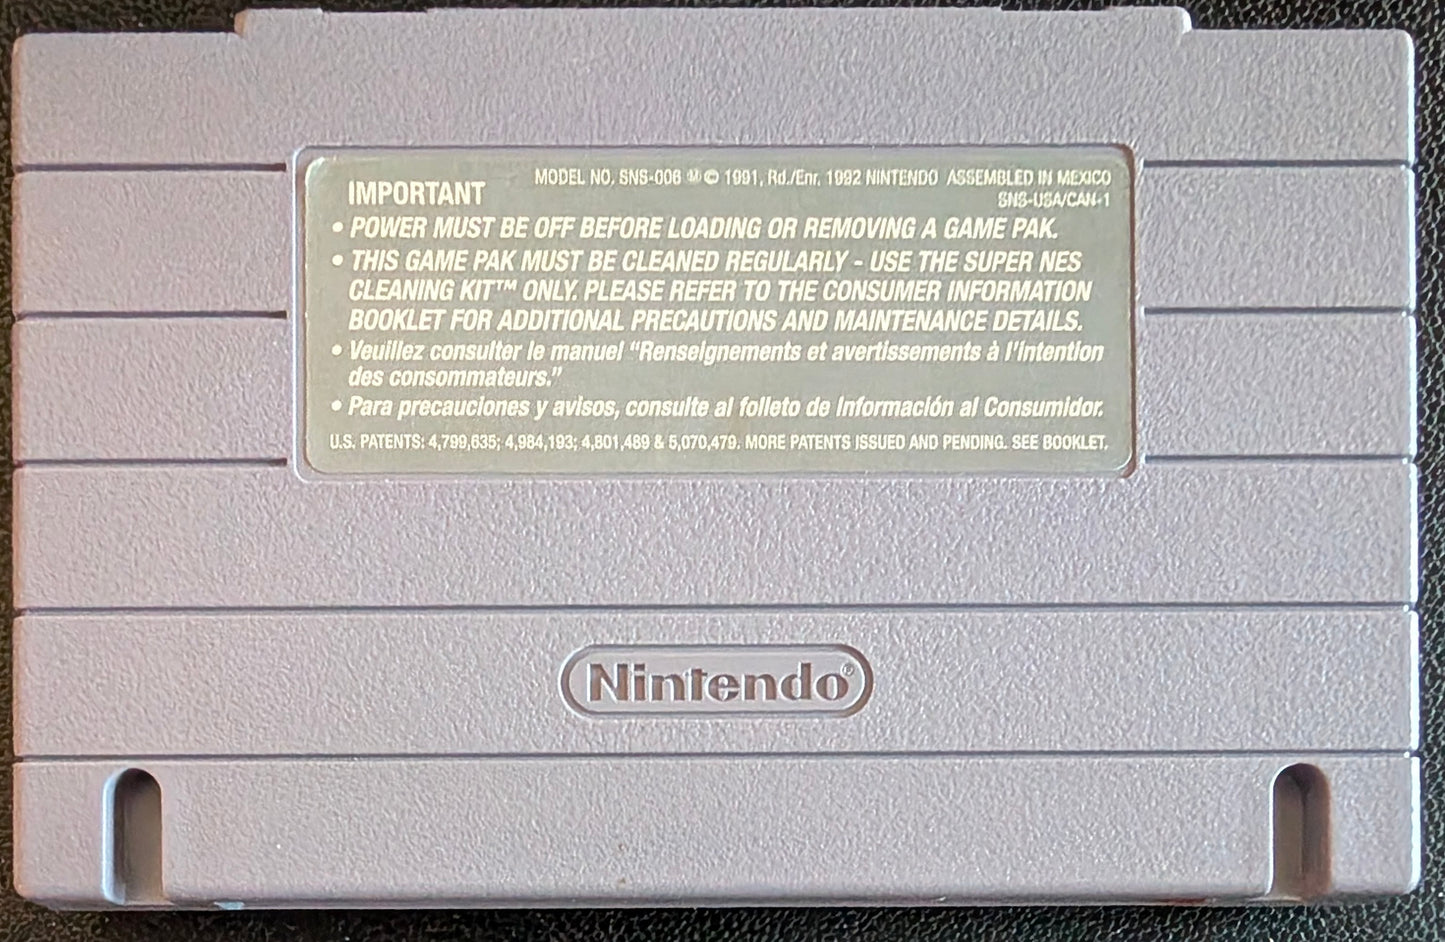 MODEL NO. SNS-006 Ⓜ © 1991, Rd./Enr. 1992 NINTENDO ASSEMBLED IN MEXICO
IMPORTANT
SNS-USA/CAN-1
• POWER MUST BE OFF BEFORE LOADING OR REMOVING A GAME PAK.
• THIS GAME PAK MUST BE CLEANED REGULARLY - USE THE SUPER NES
CLEANING KIT™ ONLY. PLEASE REFER TO THE CONSUMER INFORMATION
BOOKLET FOR ADDITIONAL PRECAUTIONS AND MAINTENANCE DETAILS.
• Veuillez consulter le manuel “Renseignements et avertissements à l'intention
des consommateurs.”
• Para precauciones y avisos, consulte al folleto de Información al Consumidor.
U.S. PATENTS: 4,799,635; 4,984,193; 4,801,489 & 5,070,479. MORE PATENTS ISSUED AND PENDING. SEE BOOKLET.
Nintendo®